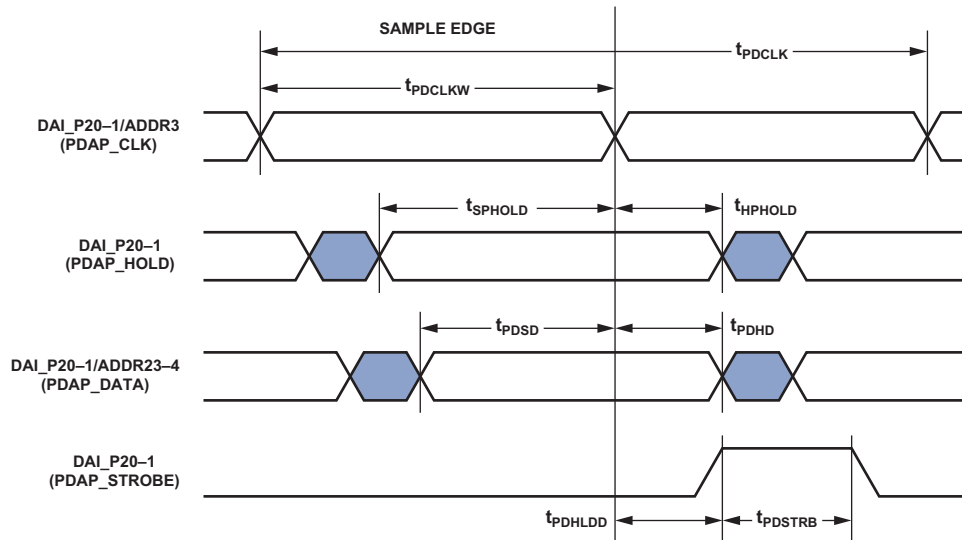 SAMPLE EDGE
tPDCLK
tPDCLKW
DAI_P20–1/ADDR3
(PDAP_CLK)
tSPHOLD
tHPHOLD
DAI_P20–1
(PDAP_HOLD)
tPDSD
tPDHD
DAI_P20–1/ADDR23–4
(PDAP_DATA)
DAI_P20–1
(PDAP_STROBE)
tPDHLDD
tPDSTRB